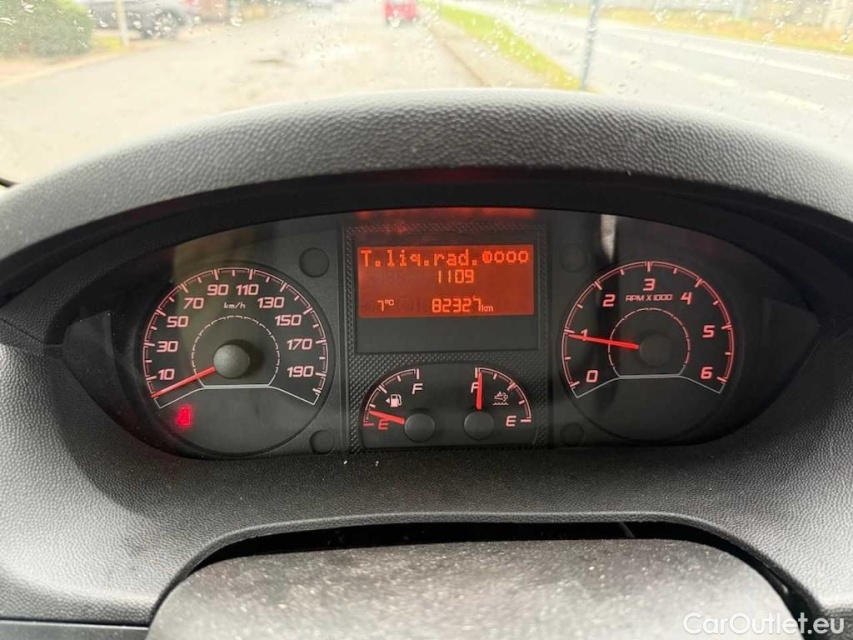 T.liq.rad.oooo
1109
7°C 82327km
10 30 50 70 90 110 130 150 170 190
km/h
0 1 2 3 4 5 6
RPM X 1000
F E
F E
CarOutlet.eu